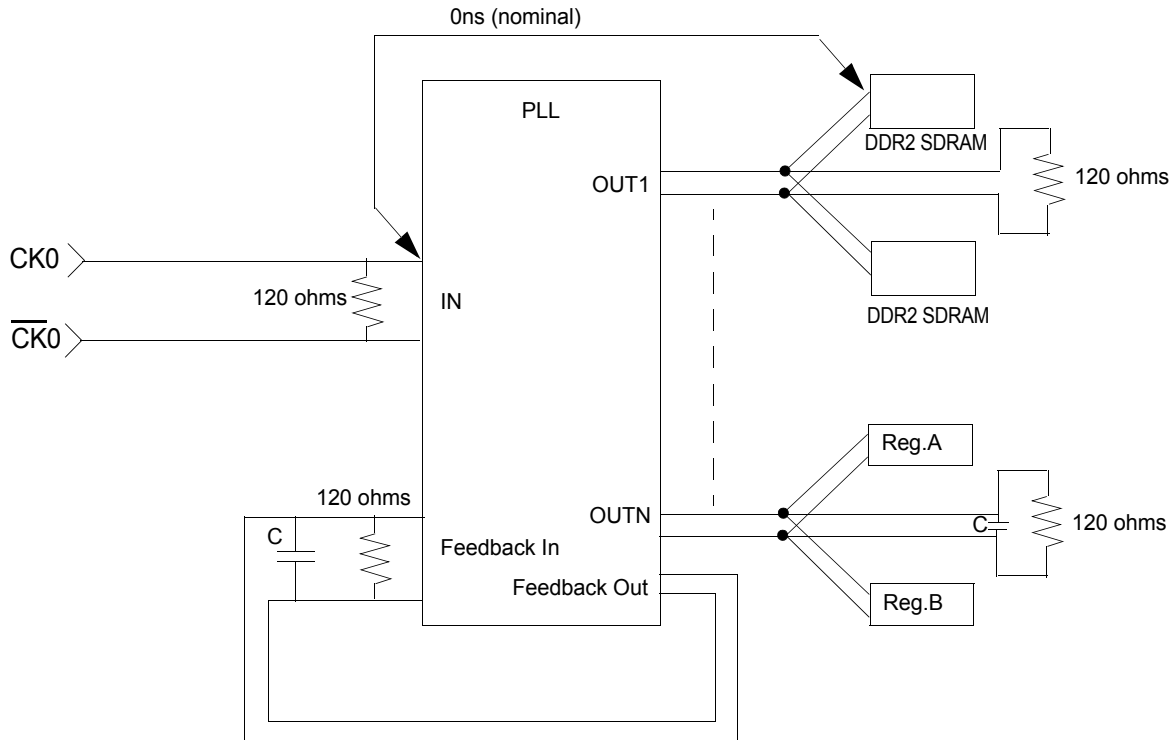 0ns (nominal)
PLL
DDR2 SDRAM
OUT1
120 ohms
CK0
120 ohms
IN
C̅K̅0
DDR2 SDRAM
Reg.A
120 ohms
OUTN
C
120 ohms
C
Feedback In
Feedback Out
Reg.B